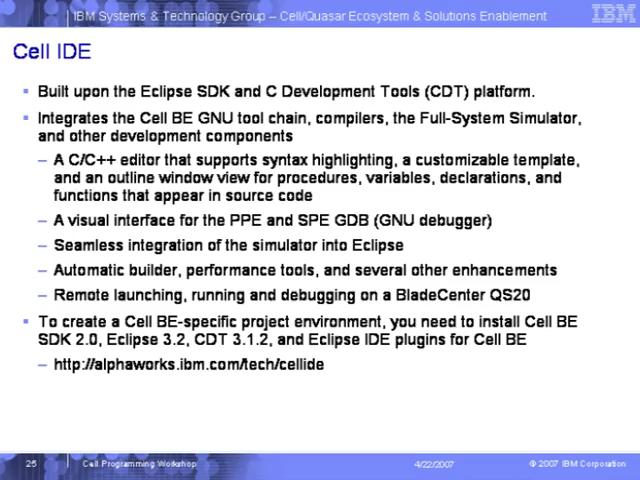 IBM Systems & Technology Group – Cell/Quasar Ecosystem & Solutions Enablement
IBM
Cell IDE
▪ Built upon the Eclipse SDK and C Development Tools (CDT) platform.
▪ Integrates the Cell BE GNU tool chain, compilers, the Full-System Simulator,
and other development components
– A C/C++ editor that supports syntax highlighting, a customizable template,
and an outline window view for procedures, variables, declarations, and
functions that appear in source code
– A visual interface for the PPE and SPE GDB (GNU debugger)
– Seamless integration of the simulator into Eclipse
– Automatic builder, performance tools, and several other enhancements
– Remote launching, running and debugging on a BladeCenter QS20
▪ To create a Cell BE-specific project environment, you need to install Cell BE
SDK 2.0, Eclipse 3.2, CDT 3.1.2, and Eclipse IDE plugins for Cell BE
– http://alphaworks.ibm.com/tech/cellide
25 Cell Programming Workshop 4/22/2007 © 2007 IBM Corporation